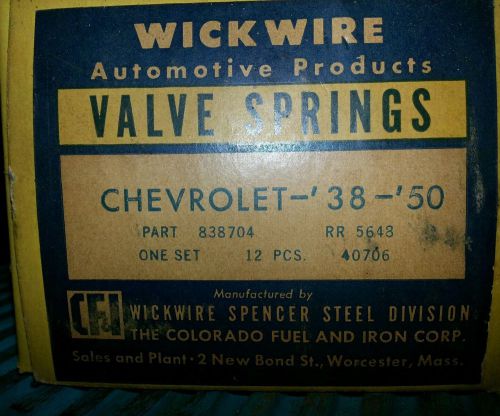 WICKWIRE
Automotive Products
VALVE SPRINGS
CHEVROLET-'38-'50
PART 838704 RR 5648
ONE SET 12 PCS. 40706
Manufactured by
CF&I WICKWIRE SPENCER STEEL DIVISION
THE COLORADO FUEL AND IRON CORP.
Sales and Plant · 2 New Bond St., Worcester, Mass.